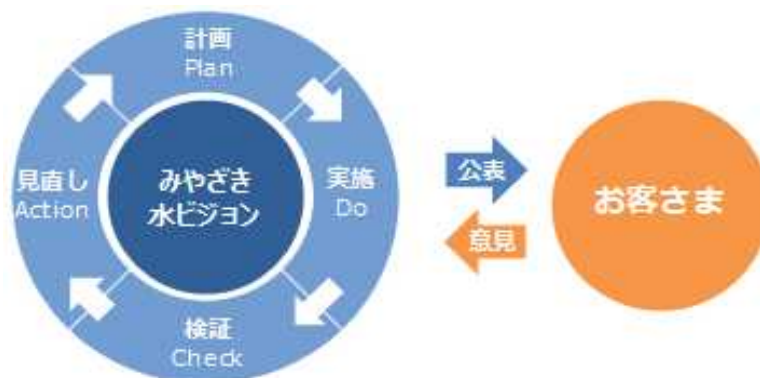 計画
Plan
実施
Do
検証
Check
見直し
Action
みやざき
水ビジョン
公表
意見
お客さま